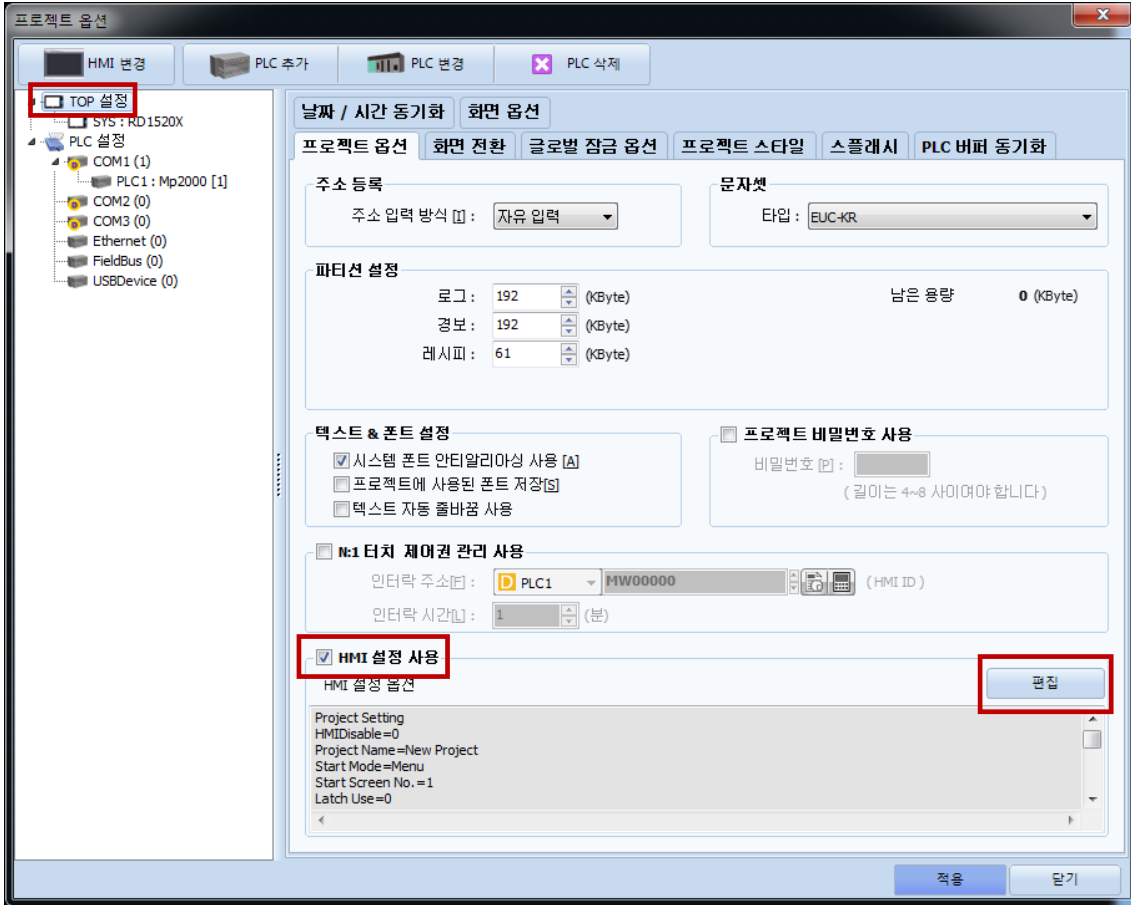 프로젝트 옵션
HMI 변경
PLC 추가
PLC 변경
PLC 삭제
TOP 설정
SYS : RD1520X
PLC 설정
COM1 (1)
PLC1 : Mp2000 [1]
COM2 (0)
COM3 (0)
Ethernet (0)
FieldBus (0)
USBDevice (0)
날짜 / 시간 동기화 화면 옵션
프로젝트 옵션 화면 전환 글로벌 잠금 옵션 프로젝트 스타일 스플래시 PLC 버퍼 동기화
주소 등록
주소 입력 방식 [I] : 자유 입력
문자셋
타입 : EUC-KR
파티션 설정
로그 : 192 (KByte)
남은 용량 0 (KByte)
경보 : 192 (KByte)
레시피 : 61 (KByte)
텍스트 & 폰트 설정
시스템 폰트 안티알리아싱 사용 [A]
프로젝트에 사용된 폰트 저장[S]
텍스트 자동 줄바꿈 사용
프로젝트 비밀번호 사용
비밀번호 [P] :
( 길이는 4~8 사이여야 합니다 )
N:1 터치 제어권 관리 사용
인터락 주소[F] : D PLC1 MW00000 ( HMI ID )
인터락 시간[L] : 1 (분)
HMI 설정 사용
HMI 설정 옵션
편집
Project Setting
HMIDisable=0
Project Name=New Project
Start Mode=Menu
Start Screen No.=1
Latch Use=0
적용 닫기